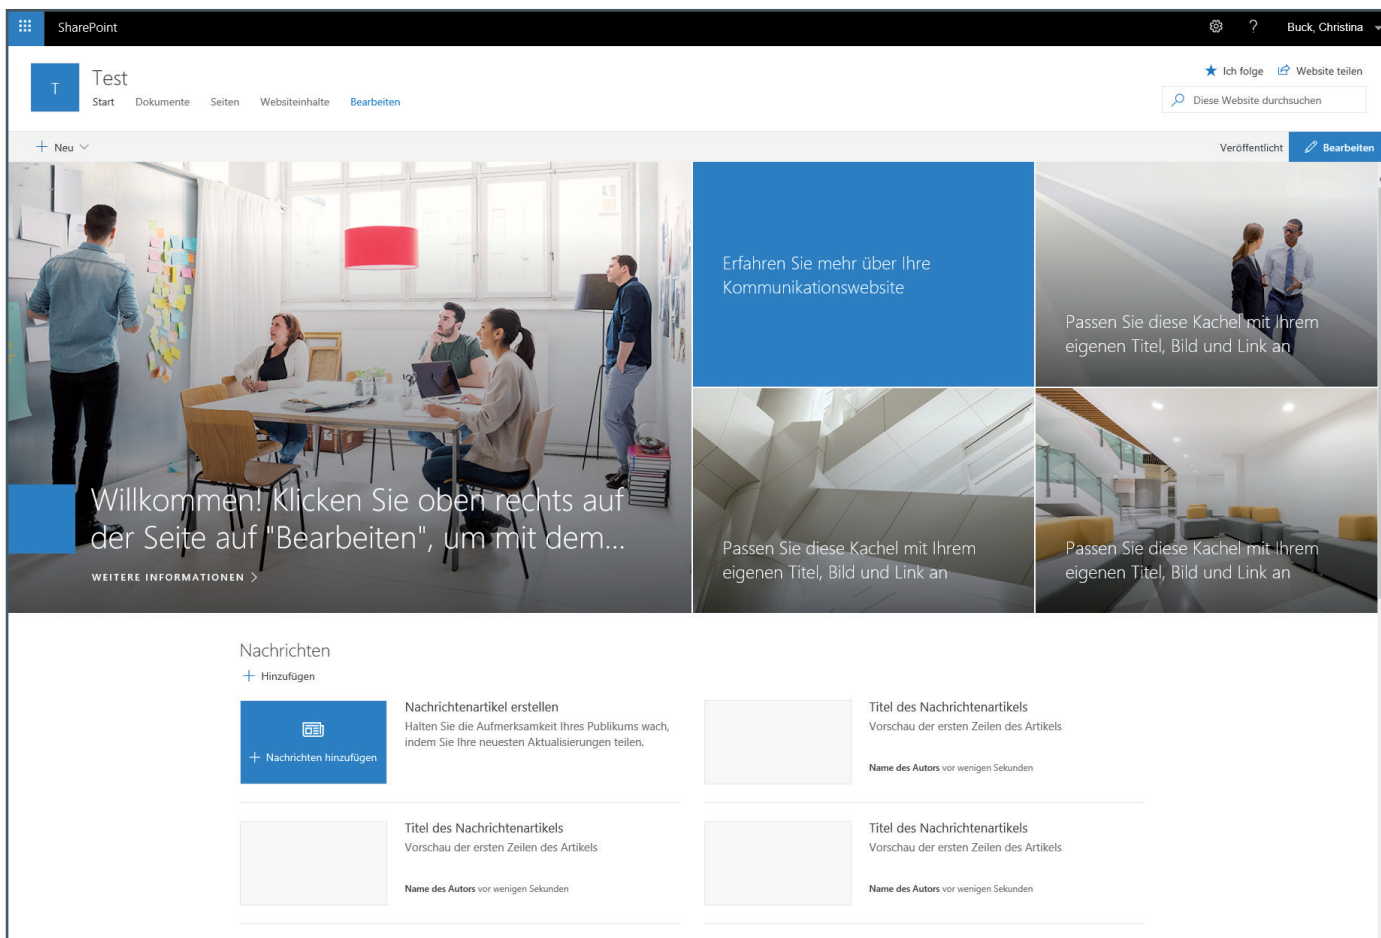 SharePoint
? Buck, Christina
T
Test
Start Dokumente Seiten Websiteinhalte Bearbeiten
Ich folge Website teilen
Diese Website durchsuchen
Neu
Veröffentlicht Bearbeiten
Erfahren Sie mehr über Ihre
Kommunikationswebsite
Passen Sie diese Kachel mit Ihrem
eigenen Titel, Bild und Link an
Willkommen! Klicken Sie oben rechts auf
der Seite auf "Bearbeiten", um mit dem...
WEITERE INFORMATIONEN
Passen Sie diese Kachel mit Ihrem
eigenen Titel, Bild und Link an
Passen Sie diese Kachel mit Ihrem
eigenen Titel, Bild und Link an
Nachrichten
Hinzufügen
Nachrichten hinzufügen
Nachrichtenartikel erstellen
Halten Sie die Aufmerksamkeit Ihres Publikums wach,
indem Sie Ihre neuesten Aktualisierungen teilen.
Titel des Nachrichtenartikels
Vorschau der ersten Zeilen des Artikels
Name des Autors vor wenigen Sekunden
Titel des Nachrichtenartikels
Vorschau der ersten Zeilen des Artikels
Name des Autors vor wenigen Sekunden
Titel des Nachrichtenartikels
Vorschau der ersten Zeilen des Artikels
Name des Autors vor wenigen Sekunden